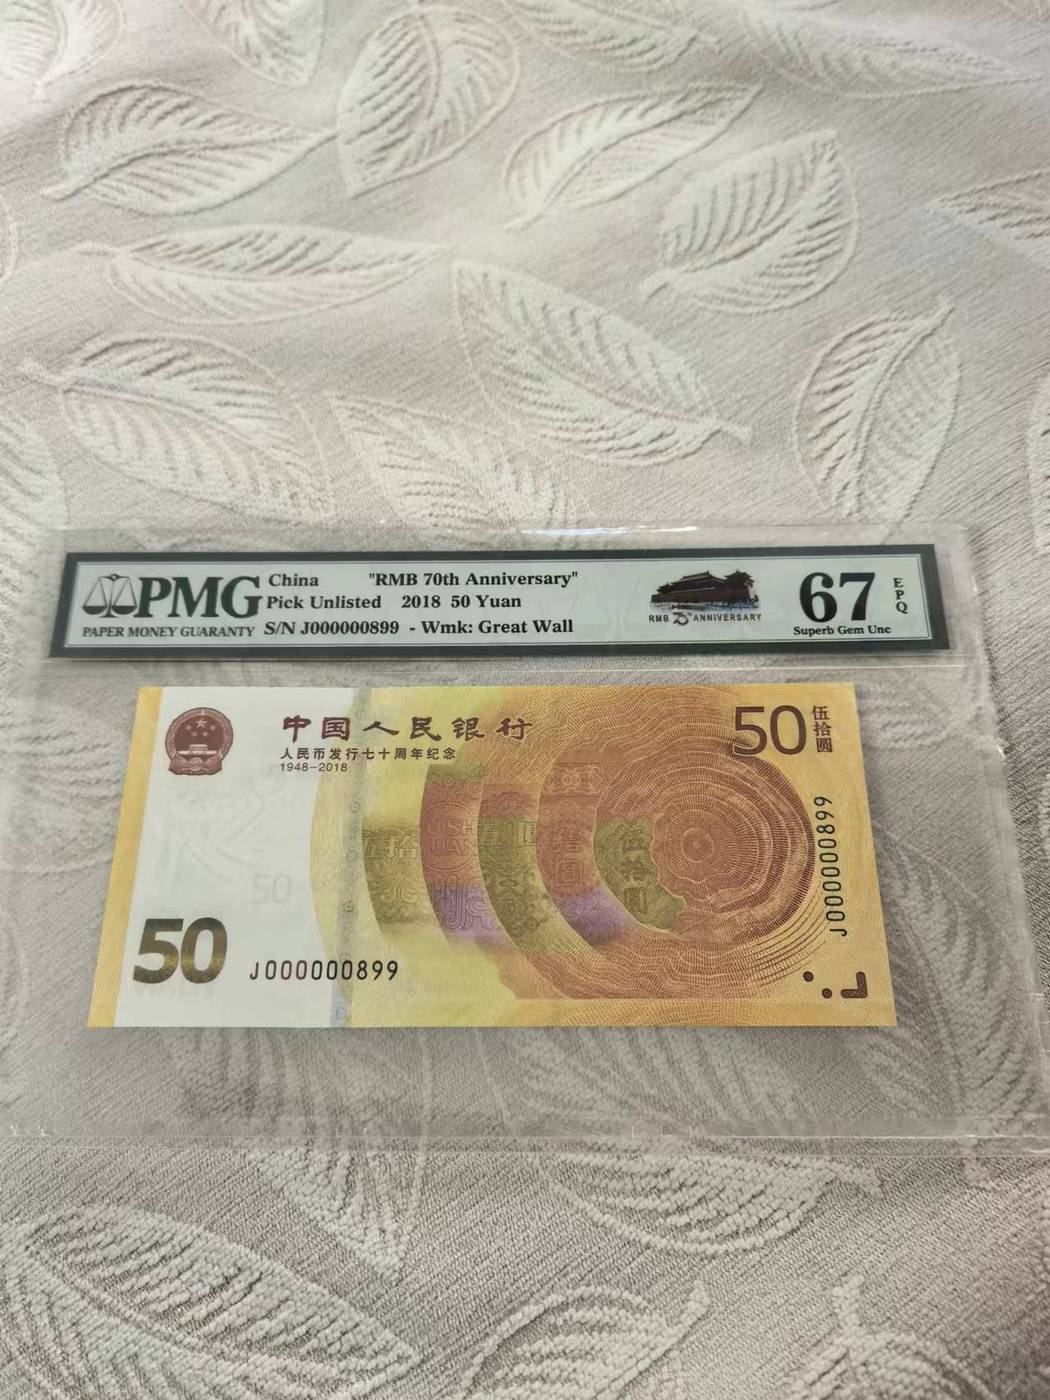 PMG
PAPER MONEY GUARANTY
China "RMB 70th Anniversary"
Pick Unlisted 2018 50 Yuan
S/N J000000899 - Wmk: Great Wall
RMB 70th ANNIVERSARY
67
EPQ
Superb Gem Unc
中国人民银行
人民币发行七十周年纪念
1948-2018
50
伍拾圆
伍拾圆
50
50
J000000899
J000000899